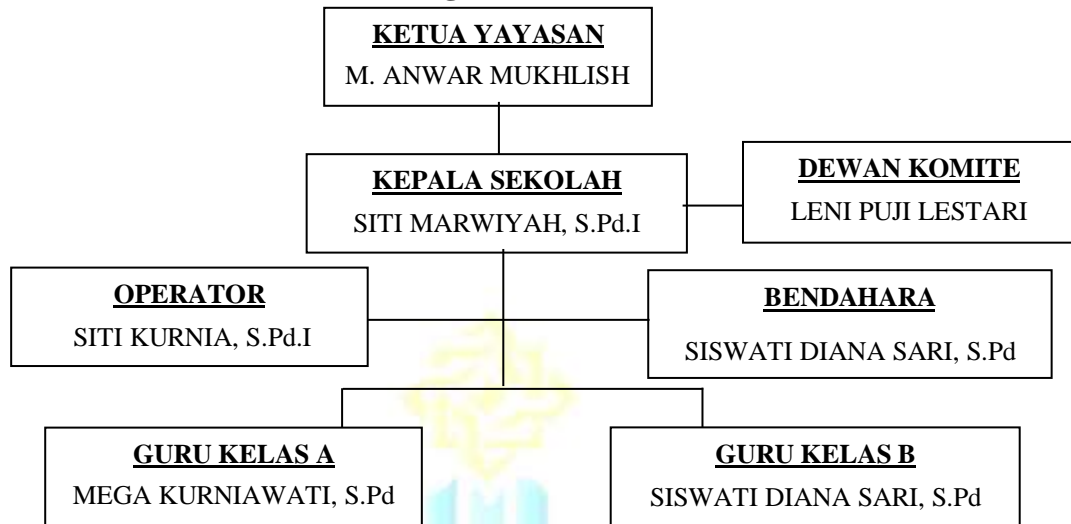 KETUA YAYASAN
M. ANWAR MUKHLISH
KEPALA SEKOLAH
SITI MARWIYAH, S.Pd.I
DEWAN KOMITE
LENI PUJI LESTARI
OPERATOR
SITI KURNIA, S.Pd.I
BENDAHARA
SISWATI DIANA SARI, S.Pd
GURU KELAS A
MEGA KURNIAWATI, S.Pd
GURU KELAS B
SISWATI DIANA SARI, S.Pd